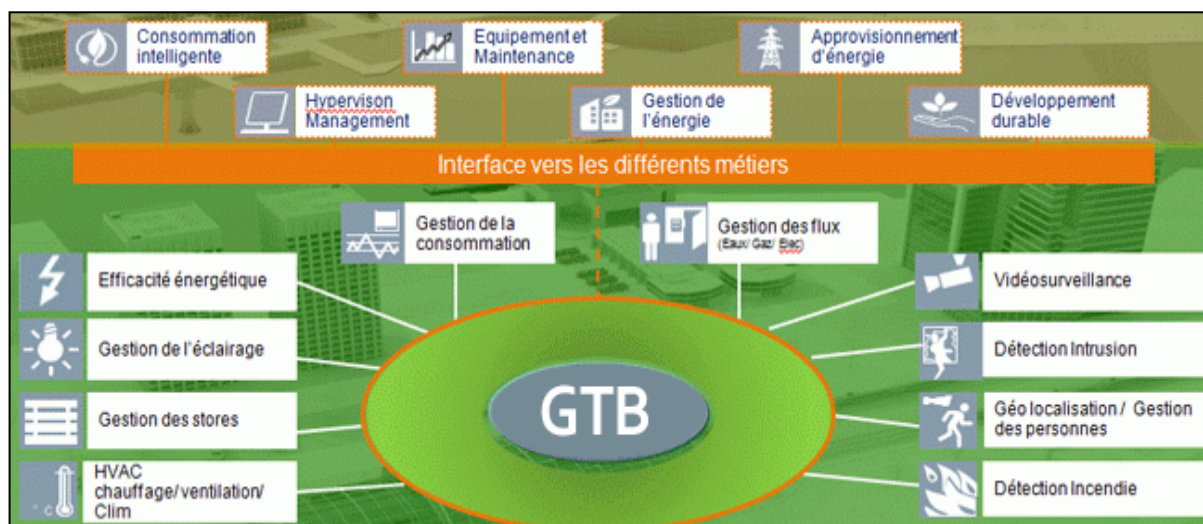 Consommation
intelligente
Equipement et
Maintenance
Approvisionnement
d'énergie
Hypervison
Management
Gestion de
l'énergie
Développement
durable
Interface vers les différents métiers
Gestion de la
consommation
Gestion des flux
(Eaux/ Gaz/ Elec)
Efficacité énergétique
Vidéosurveillance
Gestion de l'éclairage
Détection Intrusion
GTB
Gestion des stores
Géo localisation / Gestion
des personnes
HVAC
chauffage/ventilation/
Clim
Détection Incendie
° C